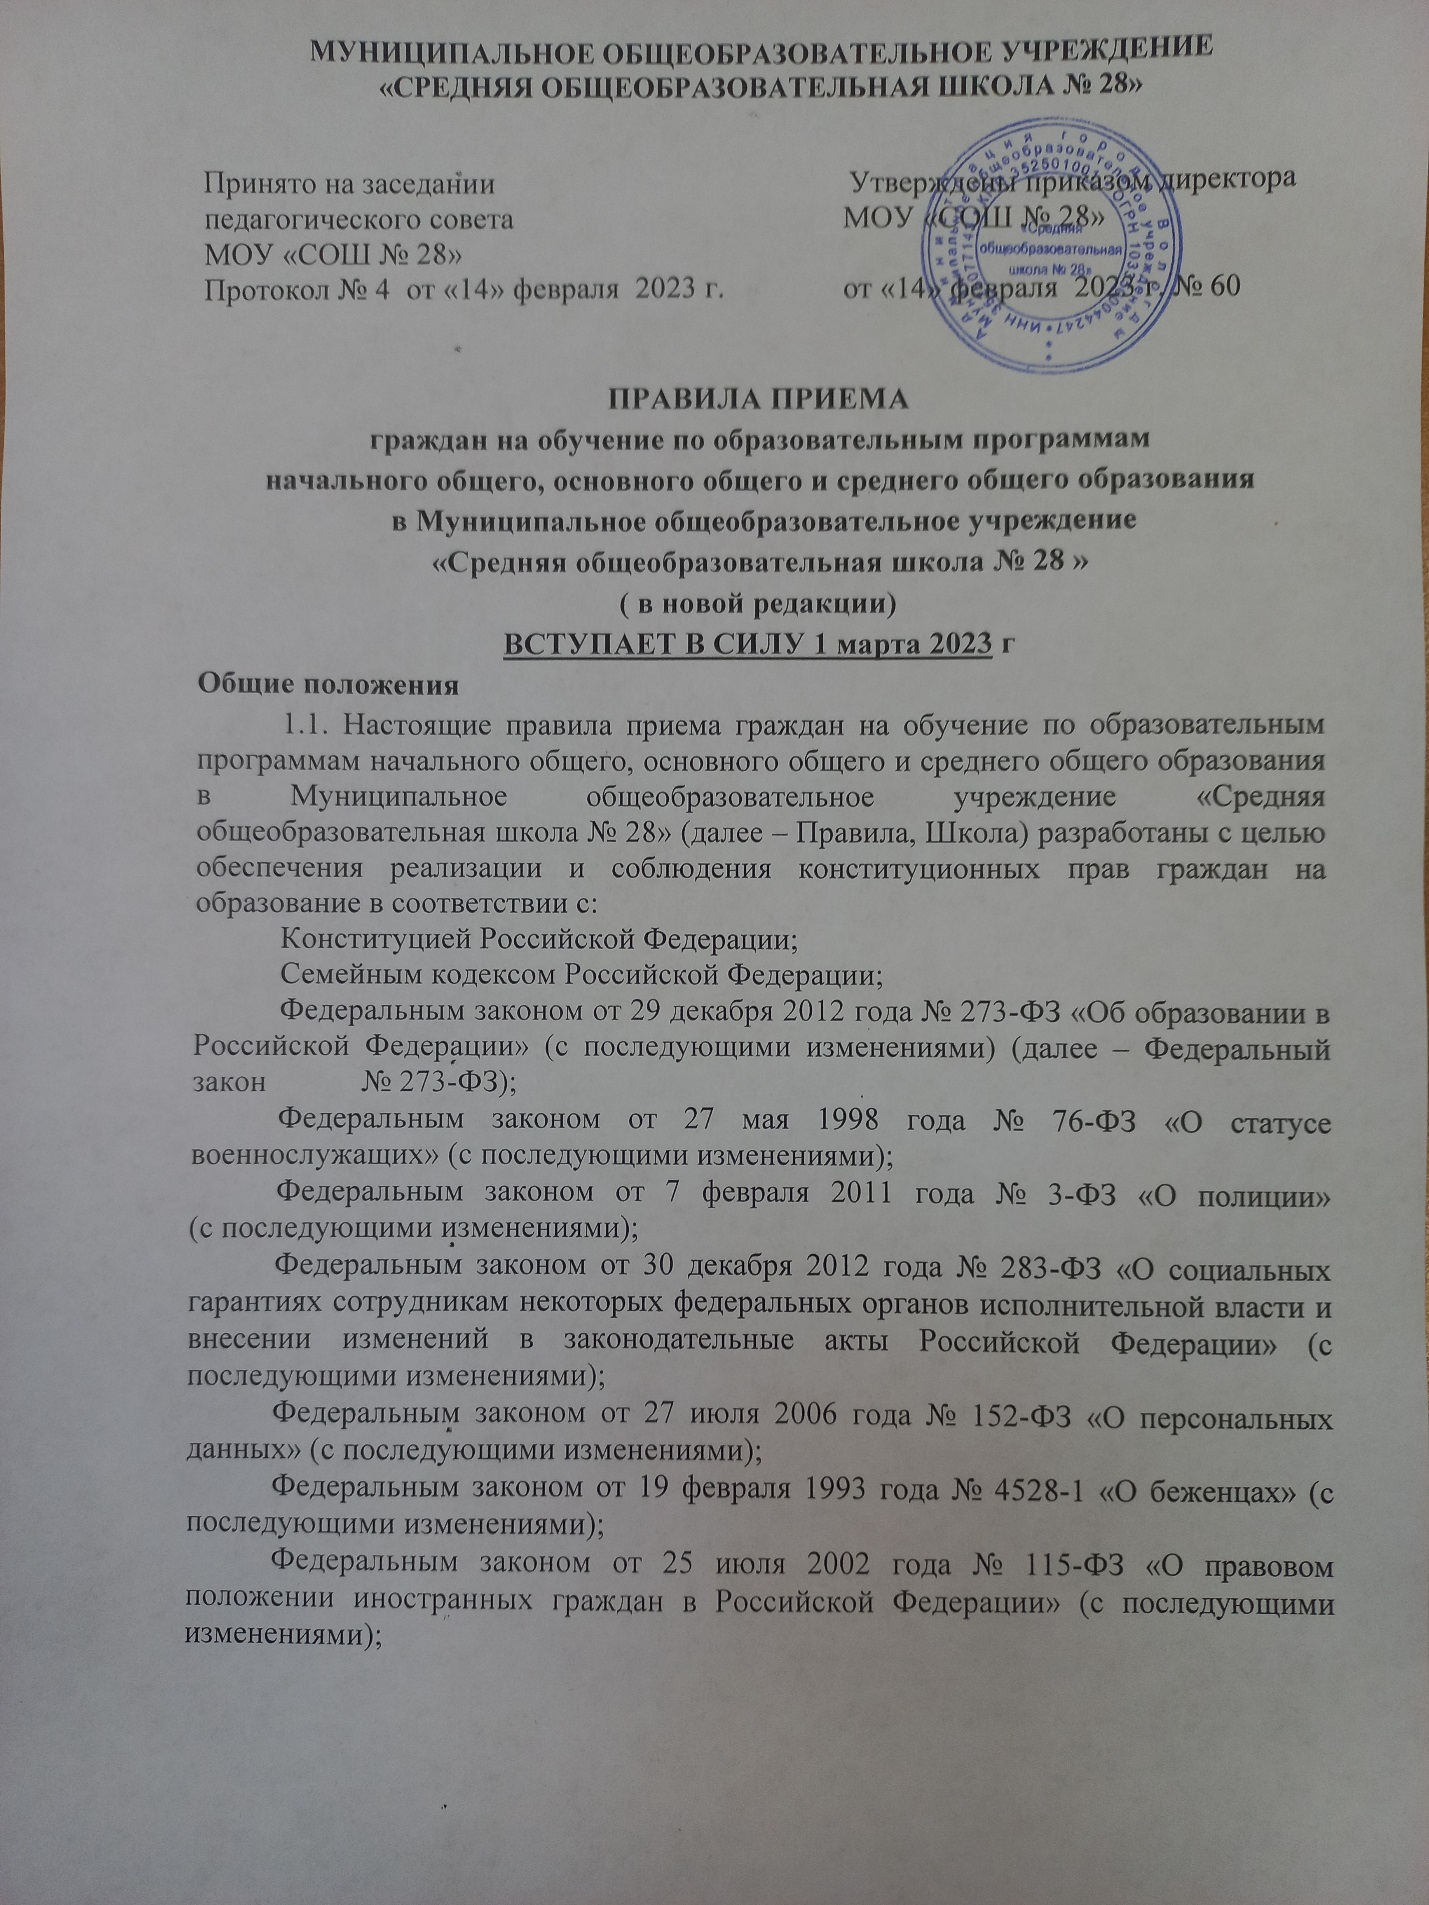 МУНИЦИПАЛЬНОЕ ОБЩЕОБРАЗОВАТЕЛЬНОЕ УЧРЕЖДЕНИЕ
«СРЕДНЯЯ ОБЩЕОБРАЗОВАТЕЛЬНАЯ ШКОЛА № 28»
Принято на заседании
педагогического совета
МОУ «СОШ № 28»
Протокол № 4 от «14» февраля 2023 г.
Утверждены приказом директора
МОУ «СОШ № 28»
от «14» февраля 2023 г. № 60
«Средняя
общеобразовательная
школа № 28»
ПРАВИЛА ПРИЕМА
граждан на обучение по образовательным программам
начального общего, основного общего и среднего общего образования
в Муниципальное общеобразовательное учреждение
«Средняя общеобразовательная школа № 28 »
( в новой редакции)
ВСТУПАЕТ В СИЛУ 1 марта 2023 г
Общие положения
1.1. Настоящие правила приема граждан на обучение по образовательным
программам начального общего, основного общего и среднего общего образования
в Муниципальное общеобразовательное учреждение «Средняя
общеобразовательная школа № 28» (далее – Правила, Школа) разработаны с целью
обеспечения реализации и соблюдения конституционных прав граждан на
образование в соответствии с:
Конституцией Российской Федерации;
Семейным кодексом Российской Федерации;
Федеральным законом от 29 декабря 2012 года № 273-ФЗ «Об образовании в
Российской Федерации» (с последующими изменениями) (далее – Федеральный
закон № 273-ФЗ);
Федеральным законом от 27 мая 1998 года № 76-ФЗ «О статусе
военнослужащих» (с последующими изменениями);
Федеральным законом от 7 февраля 2011 года № 3-ФЗ «О полиции»
(с последующими изменениями);
Федеральным законом от 30 декабря 2012 года № 283-ФЗ «О социальных
гарантиях сотрудникам некоторых федеральных органов исполнительной власти и
внесении изменений в законодательные акты Российской Федерации» (с
последующими изменениями);
Федеральным законом от 27 июля 2006 года № 152-ФЗ «О персональных
данных» (с последующими изменениями);
Федеральным законом от 19 февраля 1993 года № 4528-1 «О беженцах» (с
последующими изменениями);
Федеральным законом от 25 июля 2002 года № 115-ФЗ «О правовом
положении иностранных граждан в Российской Федерации» (с последующими
изменениями);